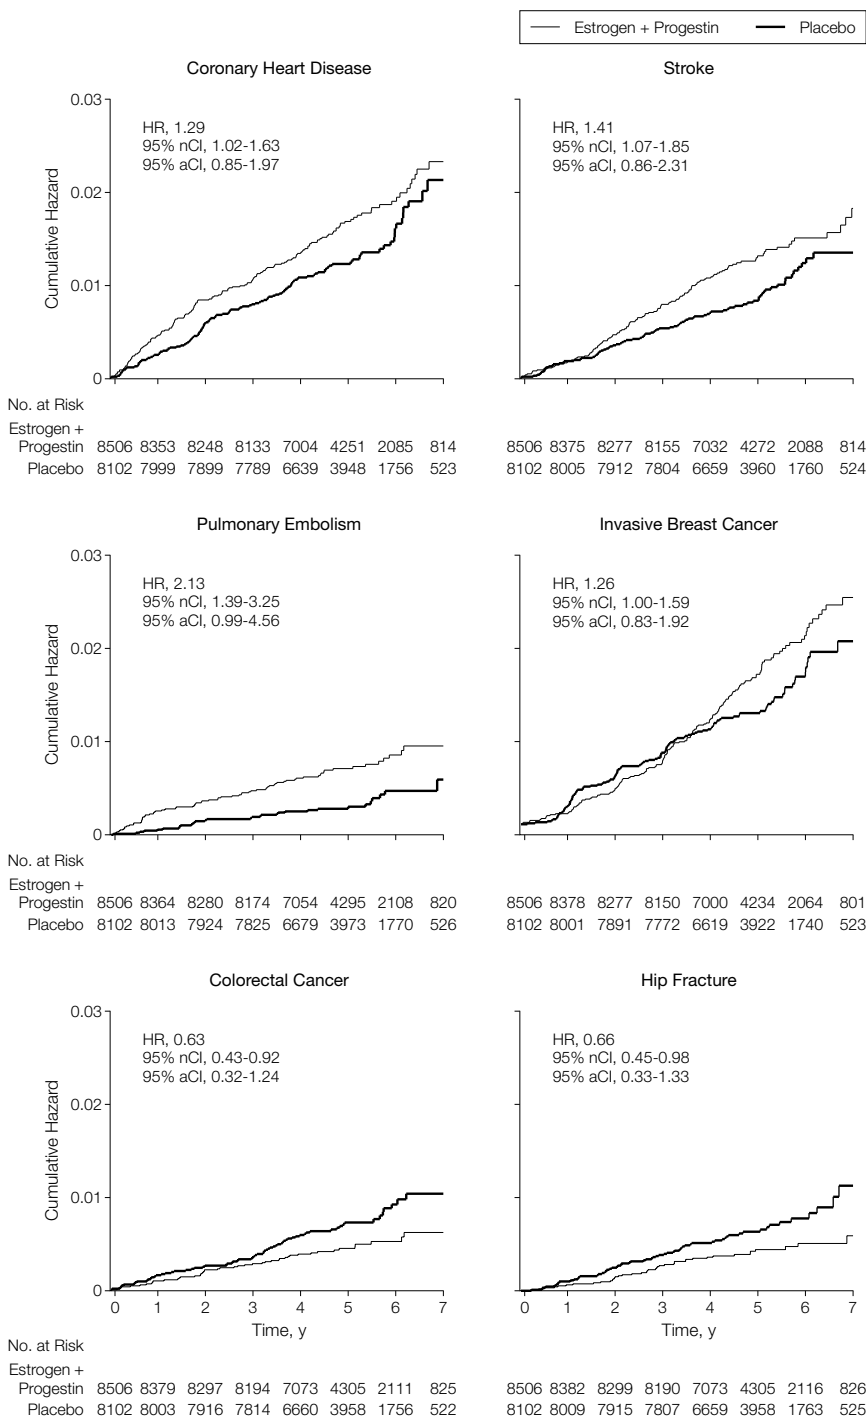 Estrogen + Progestin Placebo
Coronary Heart Disease
0.03
0.02
0.01
0
Cumulative Hazard
HR, 1.29
95% nCI, 1.02-1.63
95% aCI, 0.85-1.97
Stroke
HR, 1.41
95% nCI, 1.07-1.85
95% aCI, 0.86-2.31
No. at Risk
Estrogen +
Progestin 8506 8353 8248 8133 7004 4251 2085 814
Placebo 8102 7999 7899 7789 6639 3948 1756 523
8506 8375 8277 8155 7032 4272 2088 814
8102 8005 7912 7804 6659 3960 1760 524
Pulmonary Embolism
0.03
0.02
0.01
0
Cumulative Hazard
HR, 2.13
95% nCI, 1.39-3.25
95% aCI, 0.99-4.56
Invasive Breast Cancer
HR, 1.26
95% nCI, 1.00-1.59
95% aCI, 0.83-1.92
No. at Risk
Estrogen +
Progestin 8506 8364 8280 8174 7054 4295 2108 820
Placebo 8102 8013 7924 7825 6679 3973 1770 526
8506 8378 8277 8150 7000 4234 2064 801
8102 8001 7891 7772 6619 3922 1740 523
Colorectal Cancer
0.03
0.02
0.01
0
Cumulative Hazard
HR, 0.63
95% nCI, 0.43-0.92
95% aCI, 0.32-1.24
0 1 2 3 4 5 6 7
Time, y
Hip Fracture
HR, 0.66
95% nCI, 0.45-0.98
95% aCI, 0.33-1.33
0 1 2 3 4 5 6 7
Time, y
No. at Risk
Estrogen +
Progestin 8506 8379 8297 8194 7073 4305 2111 825
Placebo 8102 8003 7916 7814 6660 3958 1756 522
8506 8382 8299 8190 7073 4305 2116 826
8102 8009 7915 7807 6659 3958 1763 525